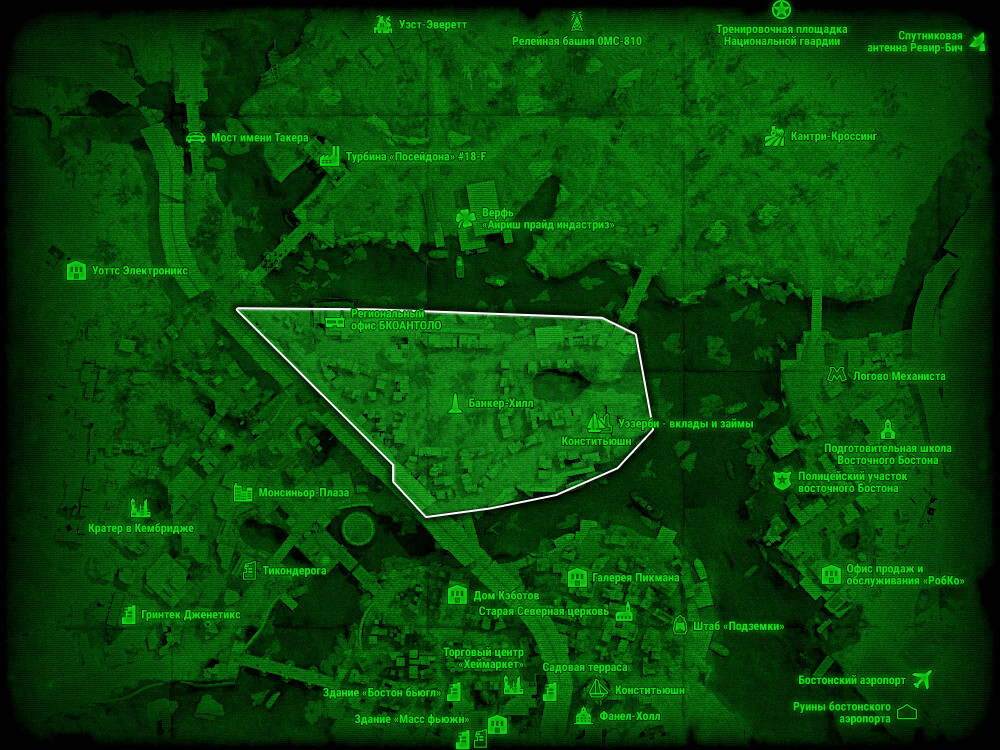 Уэст-Эверетт
Релейная башня 0МС-810
Тренировочная площадка
Национальной гвардии
Спутниковая
антенна Ревир-Бич
Мост имени Такера
Турбина «Посейдона» #18-F
Кантри-Кроссинг
Верфь
«Айриш прайд индастриз»
Уоттс Электроникс
Региональный
офис БКОАНТОЛО
Логово Механиста
Банкер-Хилл
Уэзерби - вклады и займы
Конститьюшн
Подготовительная школа
Восточного Бостона
Полицейский участок
восточного Бостона
Монсиньор-Плаза
Кратер в Кембридже
Тикондерога
Галерея Пикмана
Офис продаж и
обслуживания «РобКо»
Дом Кэботов
Старая Северная церковь
Гринтек Дженетикс
Штаб «Подземки»
Торговый центр
«Хеймаркет»
Садовая терраса
Бостонский аэропорт
Здание «Бостон бьюгл»
Конститьюшн
Руины бостонского
аэропорта
Здание «Масс фьюжн»
Фанел-Холл